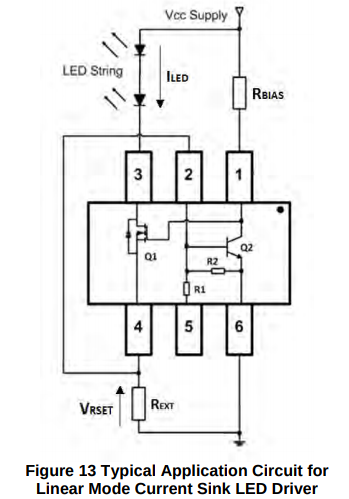 Vcc Supply
LED String
ILED
RBIAS
3
2
1
Q1
Q2
R2
R1
4
5
6
VRSET
REXT
Figure 13 Typical Application Circuit for
Linear Mode Current Sink LED Driver